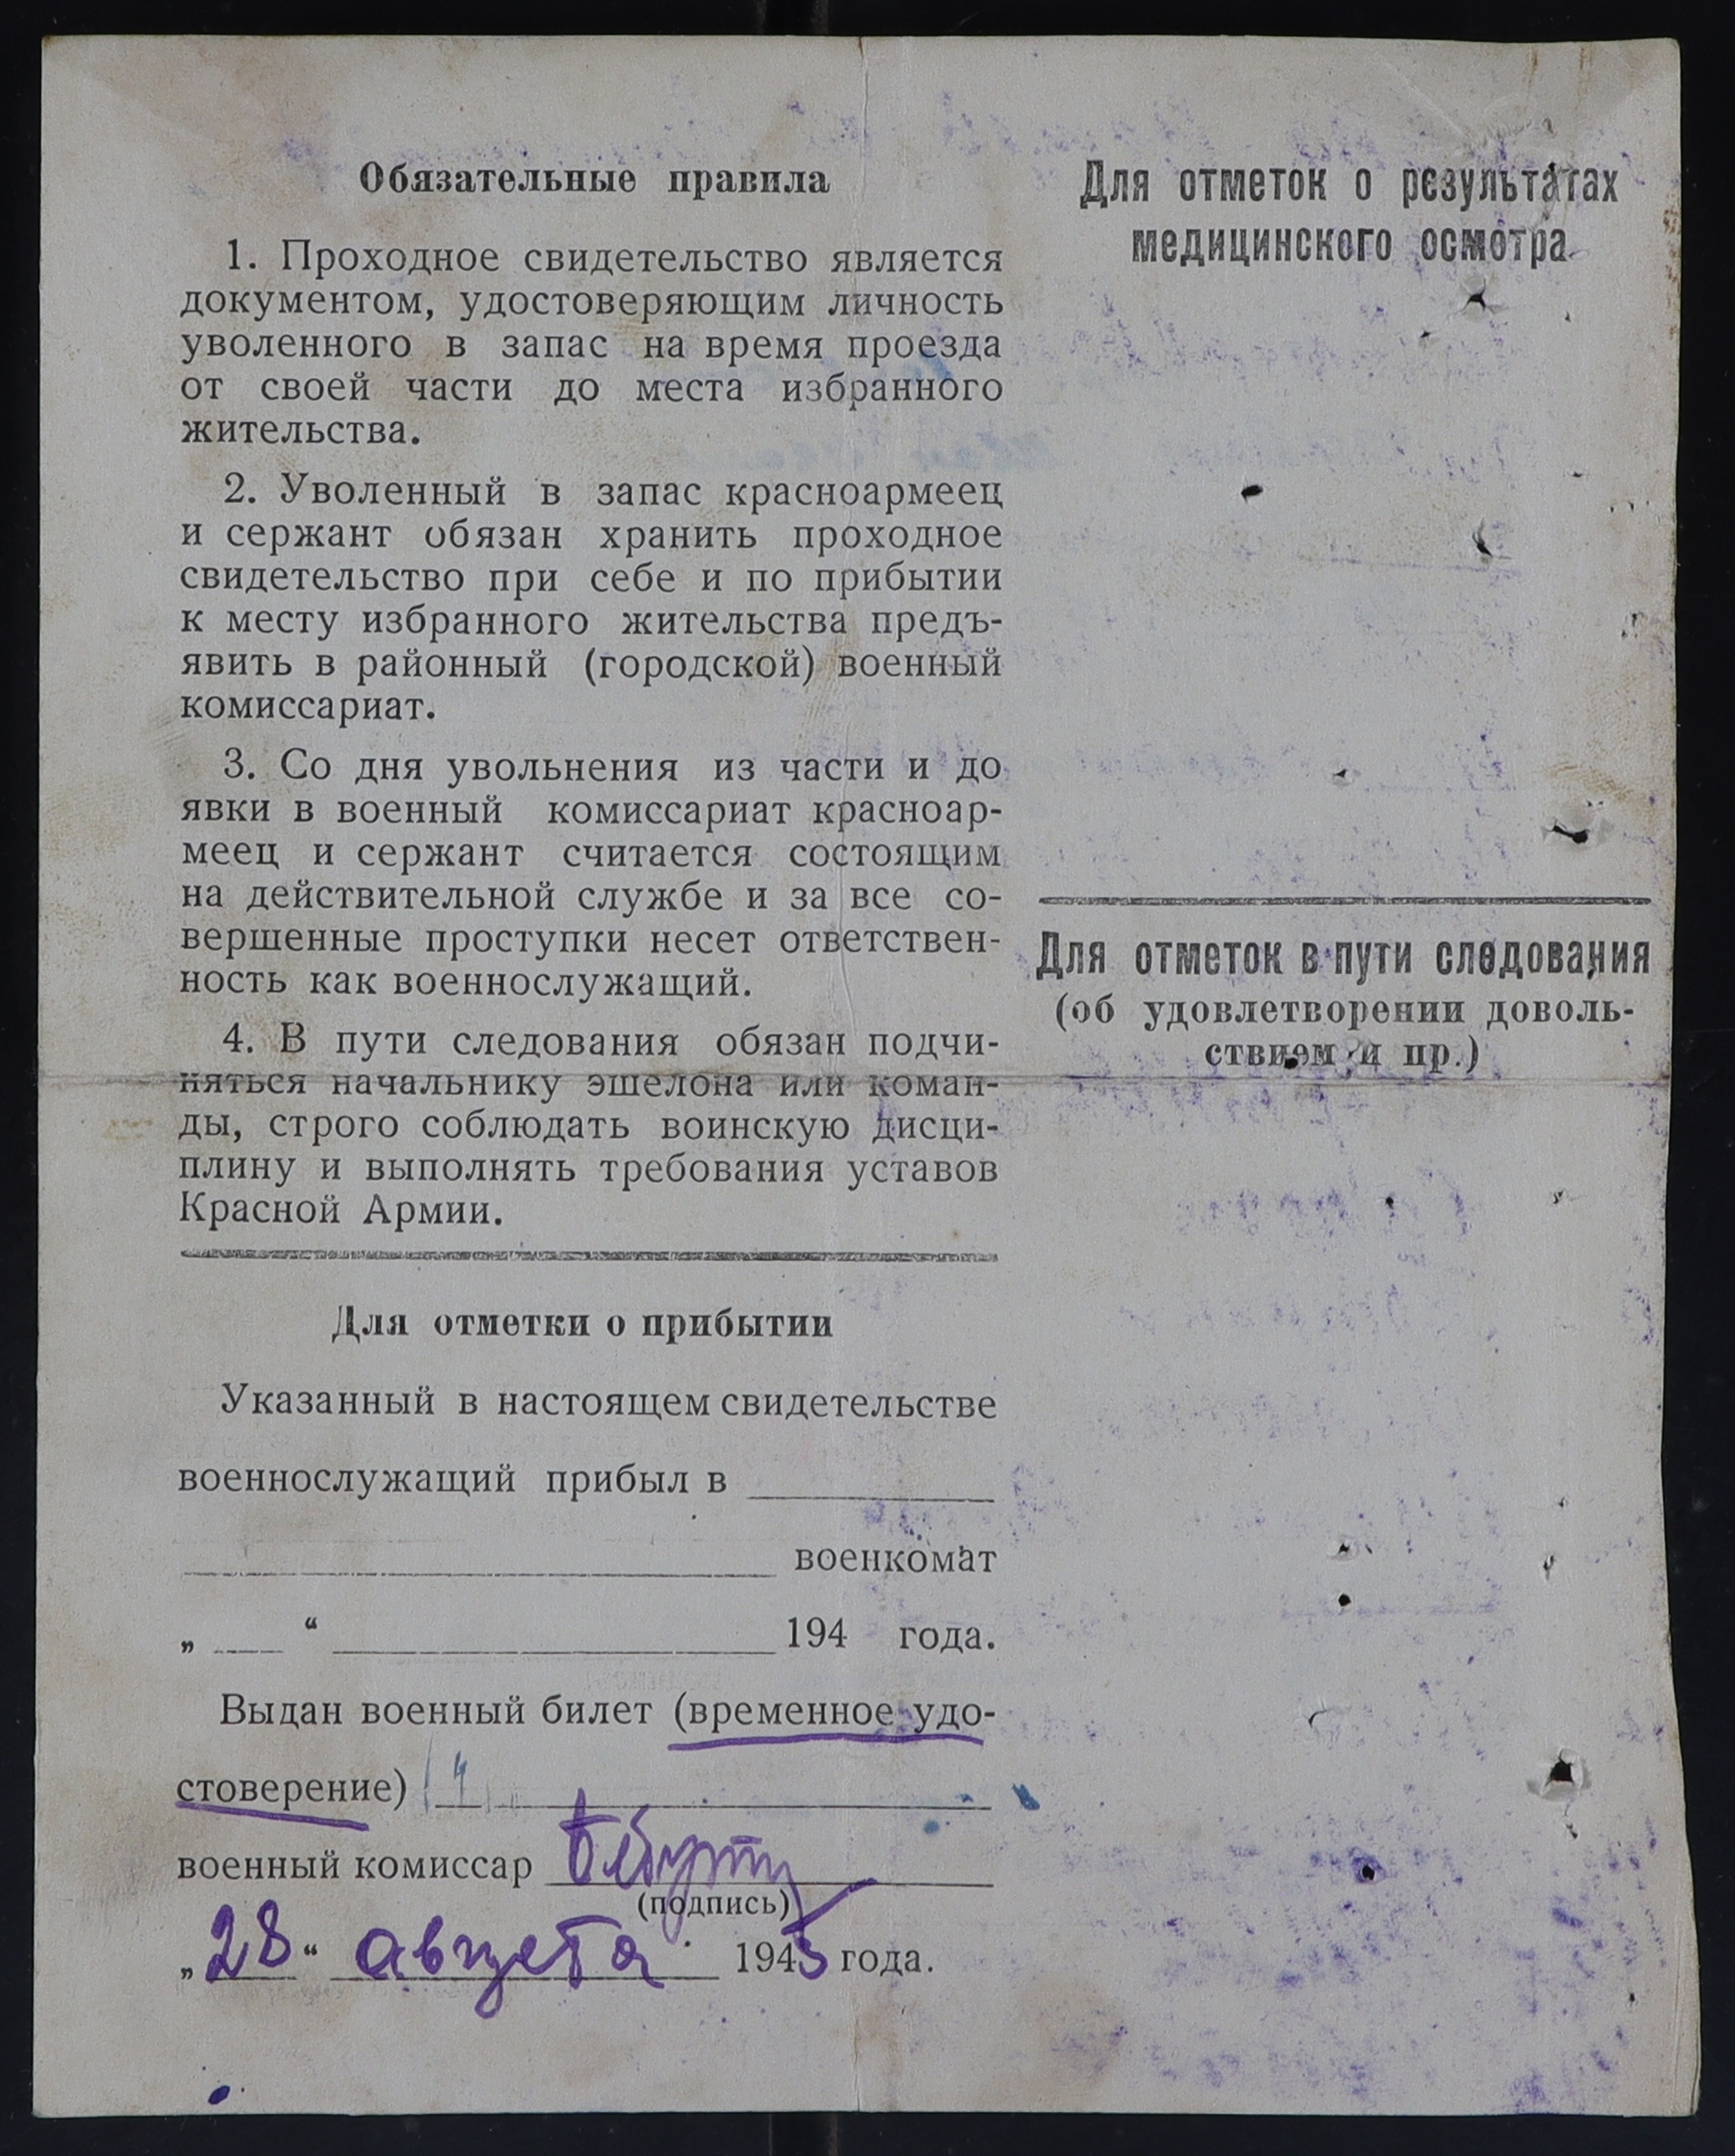 Обязательные правила
1. Проходное свидетельство является
документом, удостоверяющим личность
уволенного в запас на время проезда
от своей части до места избранного
жительства.
2. Уволенный в запас красноармеец
и сержант обязан хранить проходное
свидетельство при себе и по прибытии
к месту избранного жительства предъ-
явить в районный (городской) военный
комиссариат.
3. Со дня увольнения из части и до
явки в военный комиссариат красноар-
меец и сержант считается состоящим
на действительной службе и за все со-
вершенные проступки несет ответствен-
ность как военнослужащий.
4. В пути следования обязан подчи-
няться начальнику эшелона или коман-
ды, строго соблюдать воинскую дисци-
плину и выполнять требования уставов
Красной Армии.
Для отметки о прибытии
Указанный в настоящем свидетельстве
военнослужащий прибыл в
военкомат
„ “ 194 года.
Выдан военный билет (временное удо-
стоверение)
военный комиссар
(подпись)
„28“ августа 1945 года.
Для отметок о результатах
медицинского осмотра
Для отметок в пути следования
(об удовлетворении доволь-
ствием и пр.)